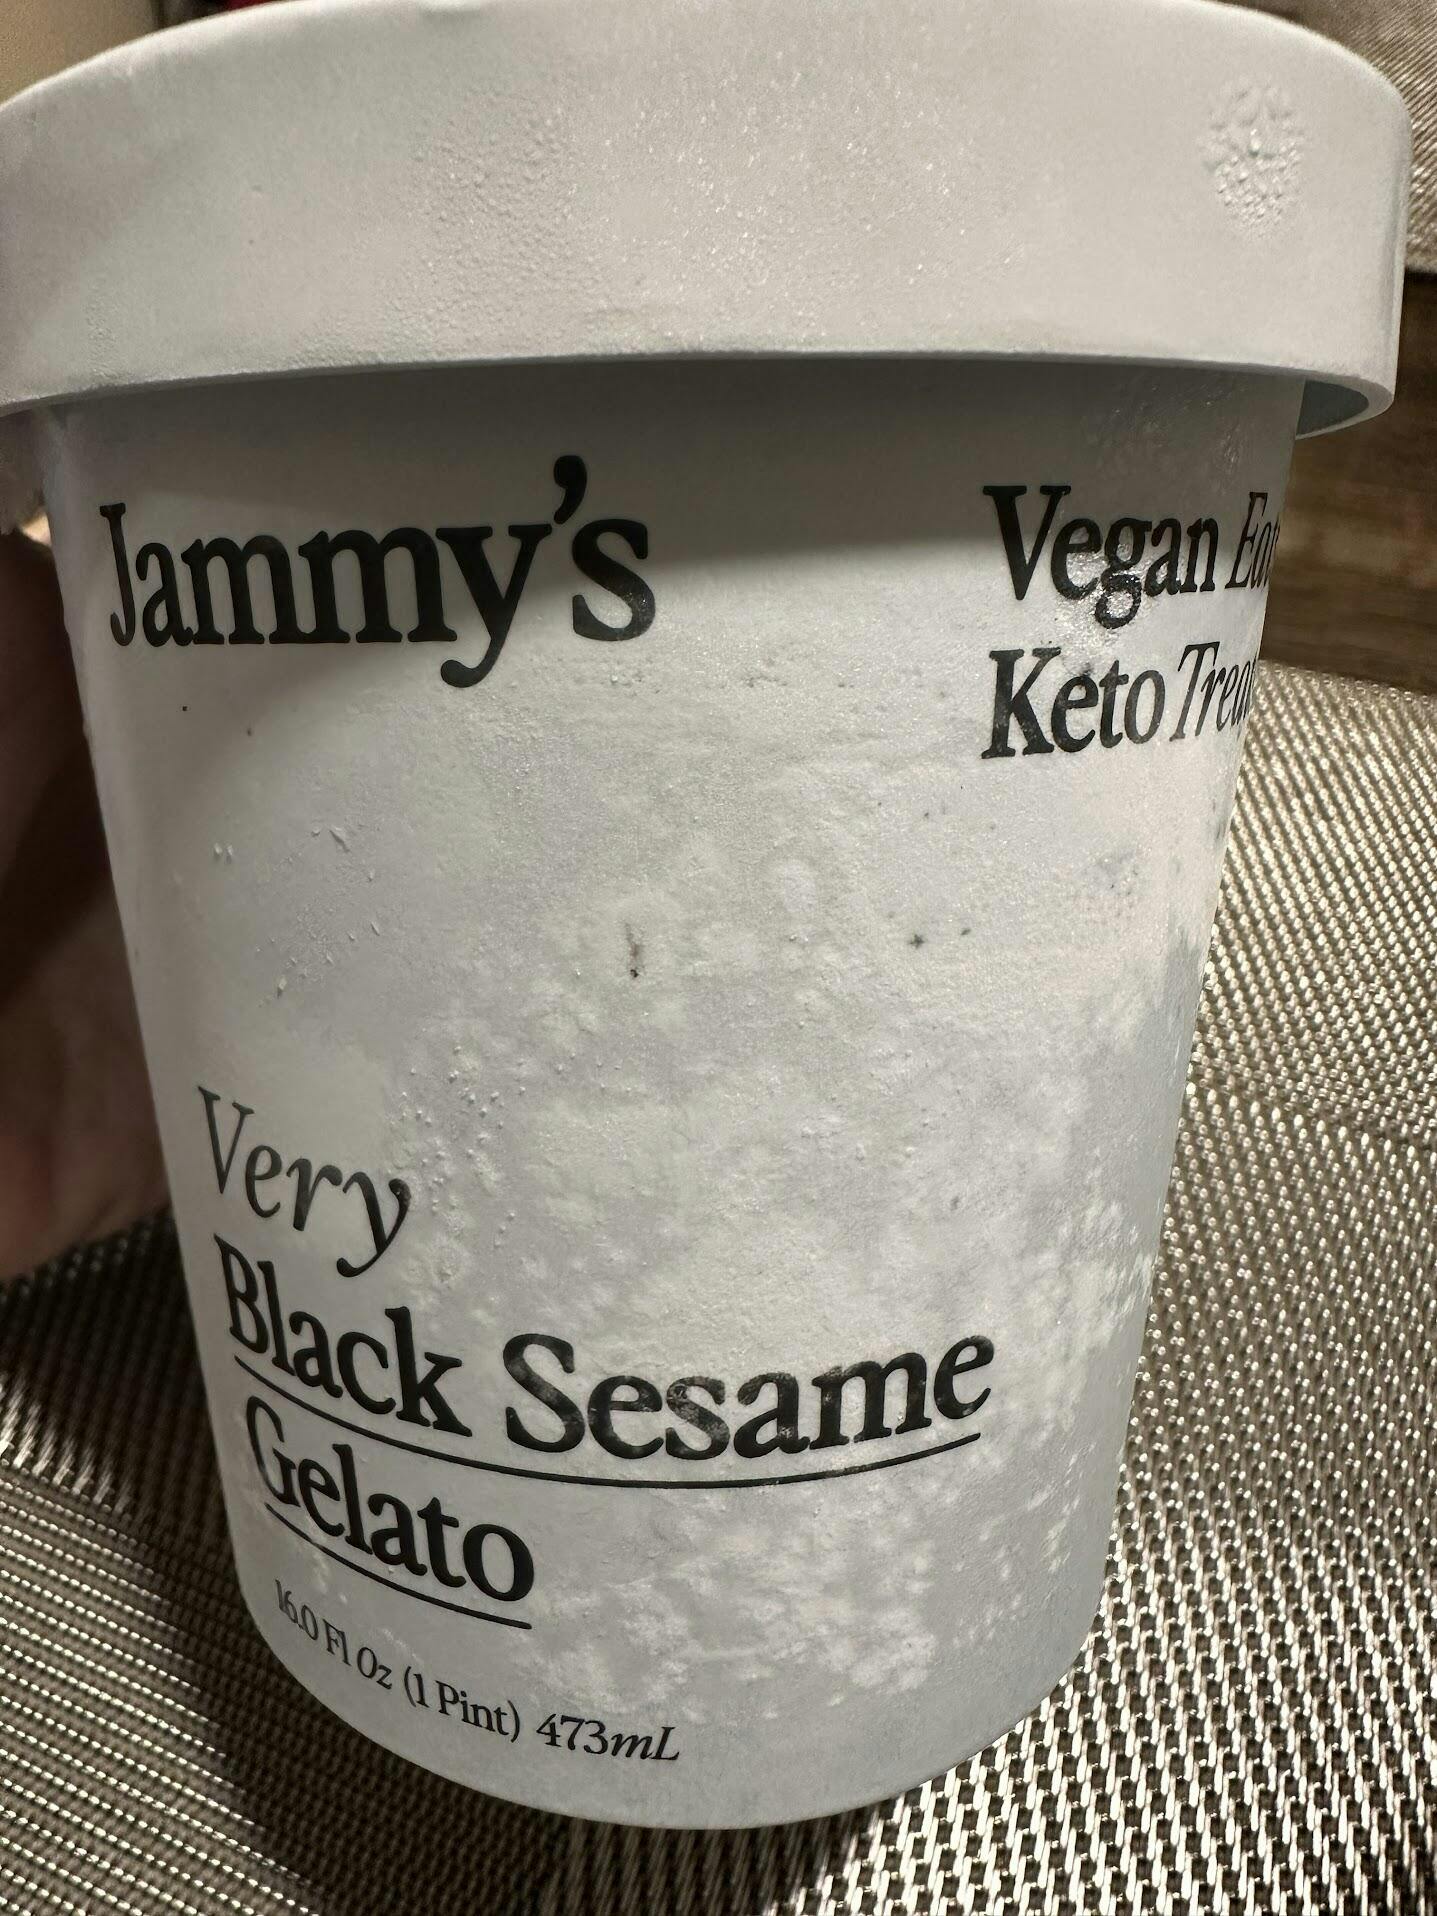 Jammy's
Vegan
Keto
Very
Black Sesame
Gelato
16.0 Fl Oz (1 Pint) 473mL